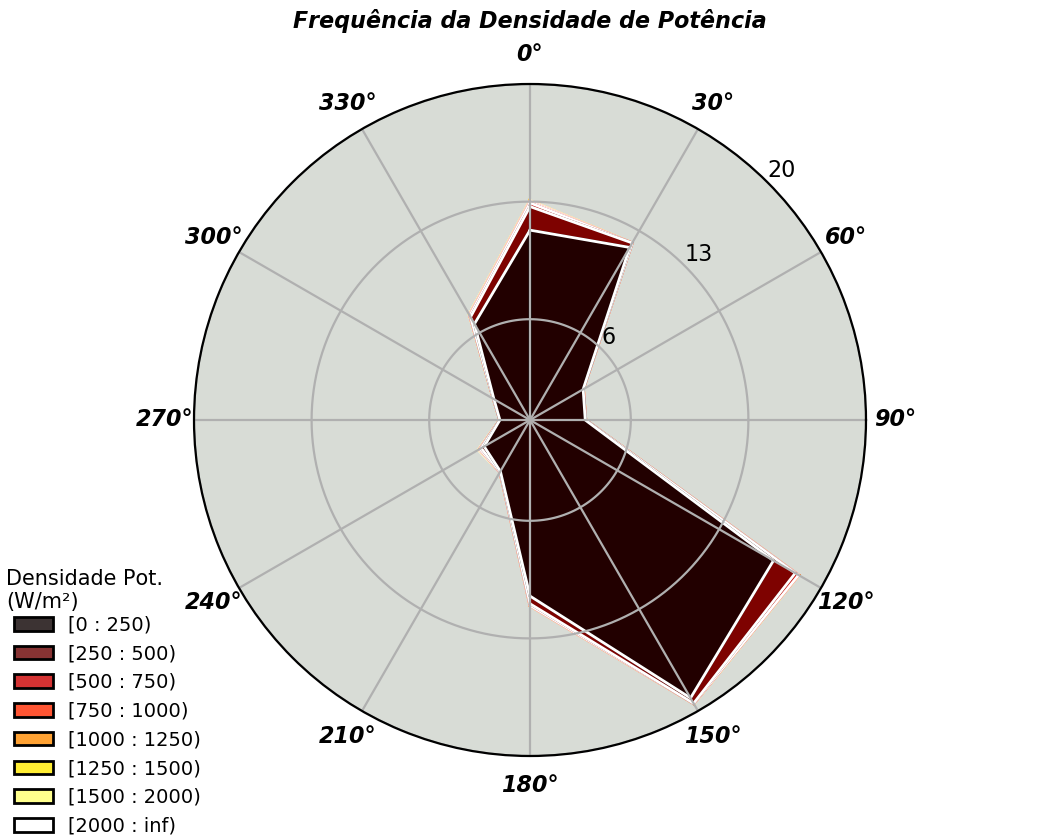 Frequência da Densidade de Potência
0°
330°
30°
20
300°
60°
13
6
270°
90°
240°
120°
210°
150°
180°
Densidade Pot.
(W/m²)
[0 : 250)
[250 : 500)
[500 : 750)
[750 : 1000)
[1000 : 1250)
[1250 : 1500)
[1500 : 2000)
[2000 : inf)